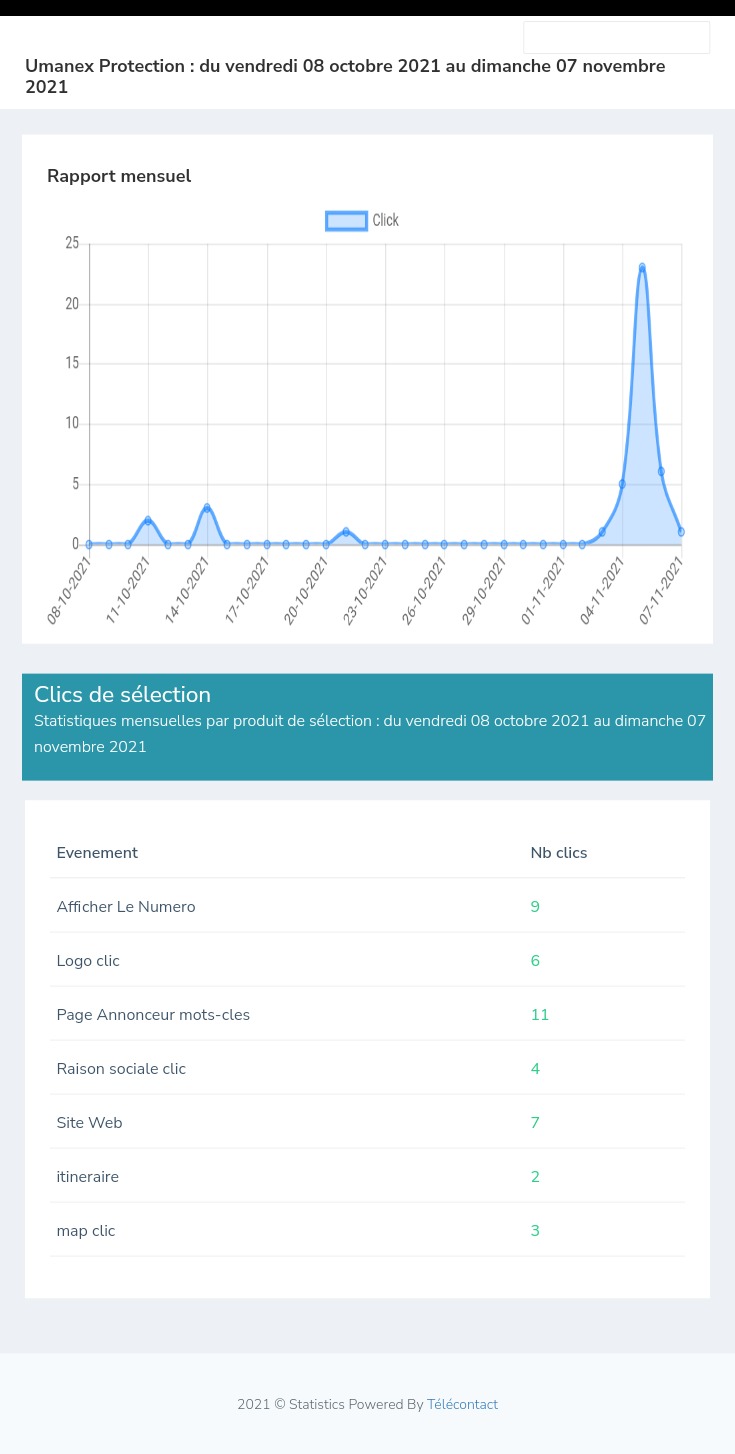 Umanex Protection : du vendredi 08 octobre 2021 au dimanche 07 novembre
2021
Rapport mensuel
Click
25
20
15
10
5
0
08-10-2021 11-10-2021 14-10-2021 17-10-2021 20-10-2021 23-10-2021 26-10-2021 29-10-2021 01-11-2021 04-11-2021 07-11-2021
Clics de sélection
Statistiques mensuelles par produit de sélection : du vendredi 08 octobre 2021 au dimanche 07
novembre 2021
Evenement Nb clics
Afficher Le Numero 9
Logo clic 6
Page Annonceur mots-cles 11
Raison sociale clic 4
Site Web 7
itineraire 2
map clic 3
2021 © Statistics Powered By Télécontact